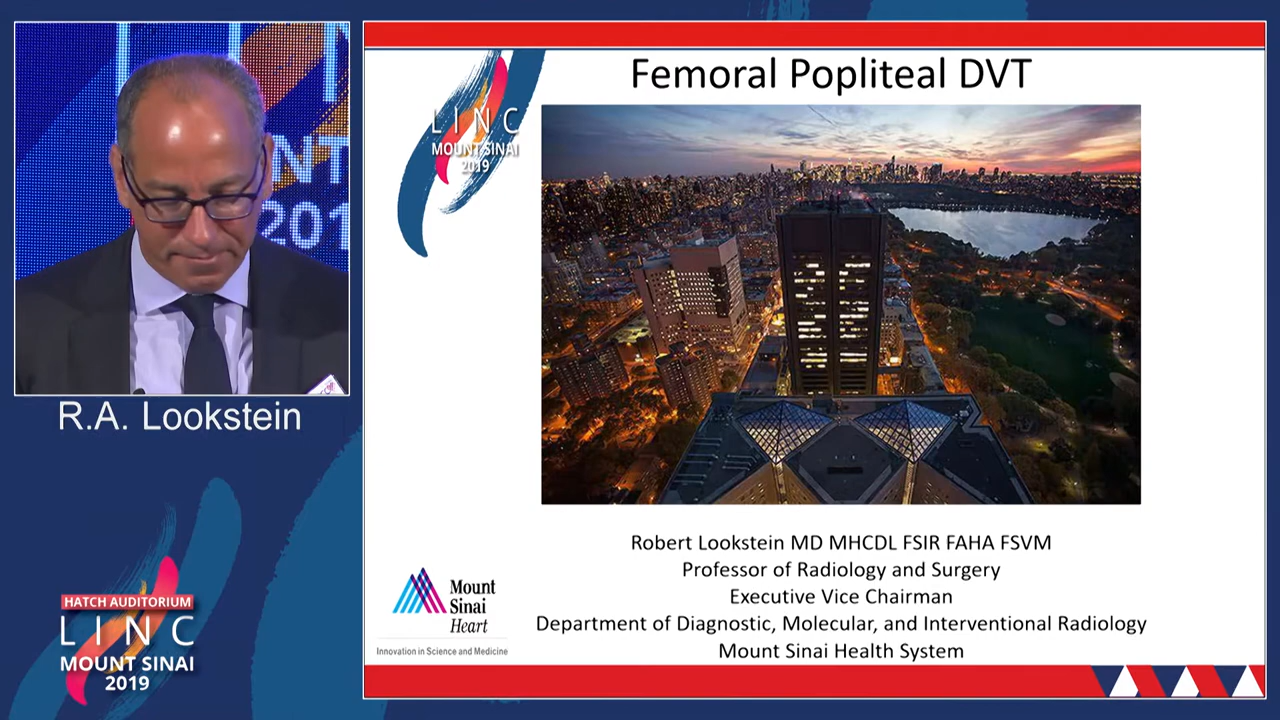 NT
201
R.A. Lookstein
HATCH AUDITORIUM
LINC
MOUNT SINAI
2019
Femoral Popliteal DVT
LINC
MOUNT SINAI
2019
Robert Lookstein MD MHCDL FSIR FAHA FSVM
Professor of Radiology and Surgery
Executive Vice Chairman
Department of Diagnostic, Molecular, and Interventional Radiology
Mount Sinai Health System
Mount
Sinai
Heart
Innovation in Science and Medicine